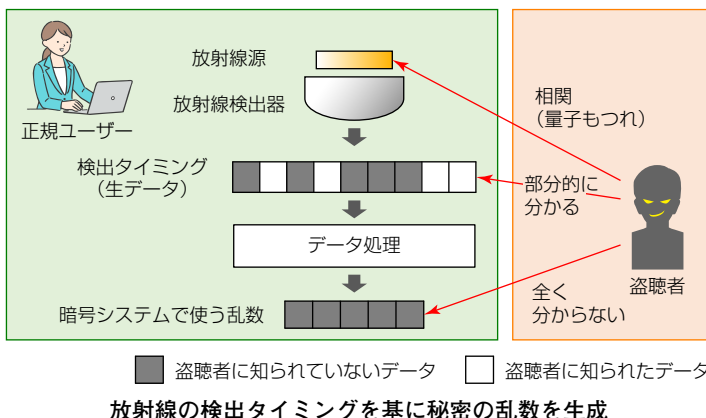 放射線源
放射線検出器
正規ユーザー
検出タイミング
（生データ）
データ処理
暗号システムで使う乱数
相関
（量子もつれ）
部分的に
分かる
盗聴者
全く
分からない
盗聴者に知られていないデータ
盗聴者に知られたデータ
放射線の検出タイミングを基に秘密の乱数を生成